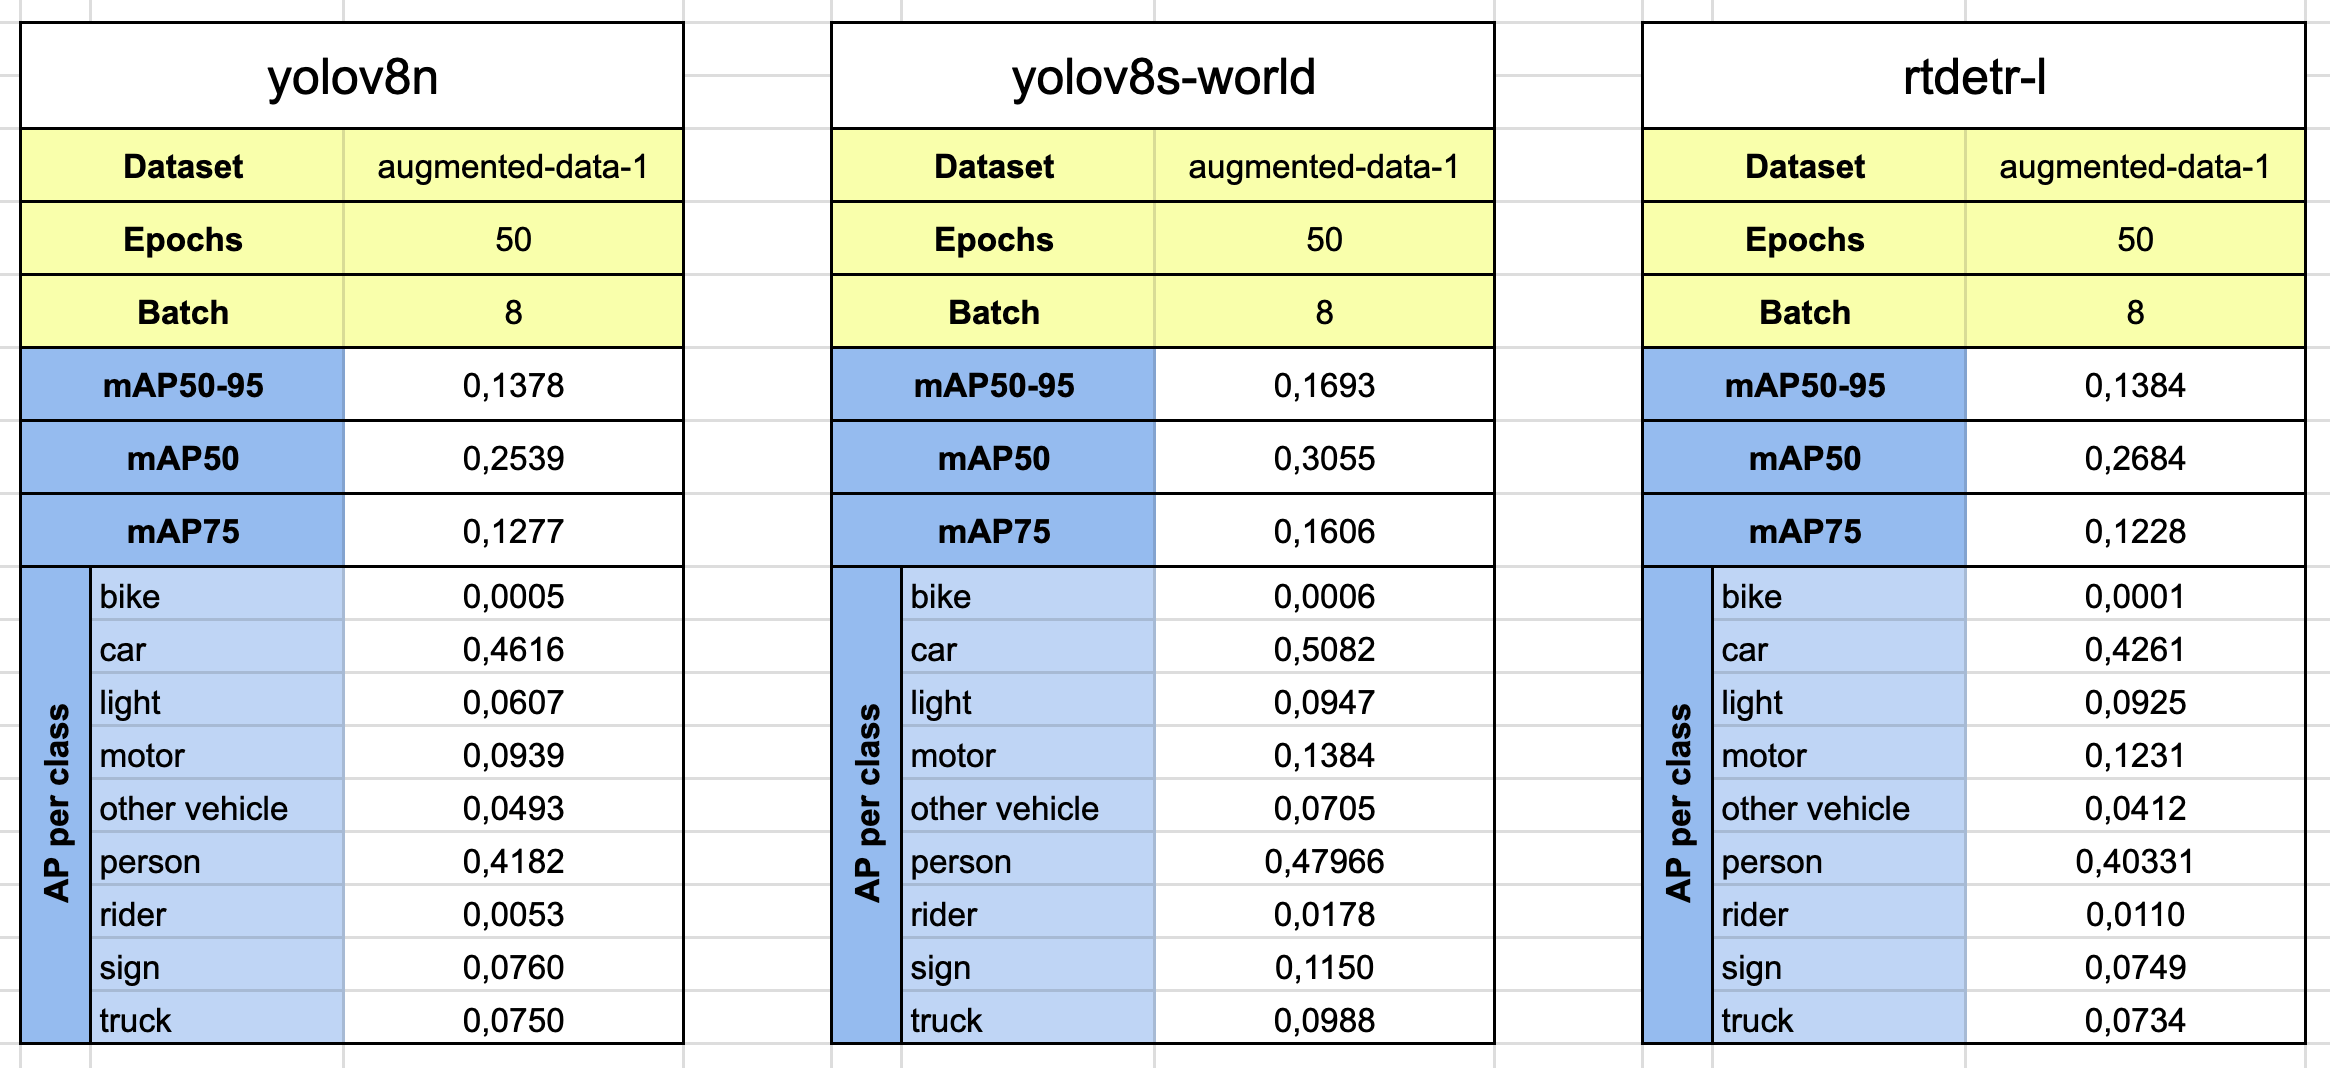 yolov8n
Dataset augmented-data-1
Epochs 50
Batch 8
mAP50-95 0,1378
mAP50 0,2539
mAP75 0,1277
AP per class
bike 0,0005
car 0,4616
light 0,0607
motor 0,0939
other vehicle 0,0493
person 0,4182
rider 0,0053
sign 0,0760
truck 0,0750
yolov8s-world
Dataset augmented-data-1
Epochs 50
Batch 8
mAP50-95 0,1693
mAP50 0,3055
mAP75 0,1606
AP per class
bike 0,0006
car 0,5082
light 0,0947
motor 0,1384
other vehicle 0,0705
person 0,47966
rider 0,0178
sign 0,1150
truck 0,0988
rtdetr-l
Dataset augmented-data-1
Epochs 50
Batch 8
mAP50-95 0,1384
mAP50 0,2684
mAP75 0,1228
AP per class
bike 0,0001
car 0,4261
light 0,0925
motor 0,1231
other vehicle 0,0412
person 0,40331
rider 0,0110
sign 0,0749
truck 0,0734